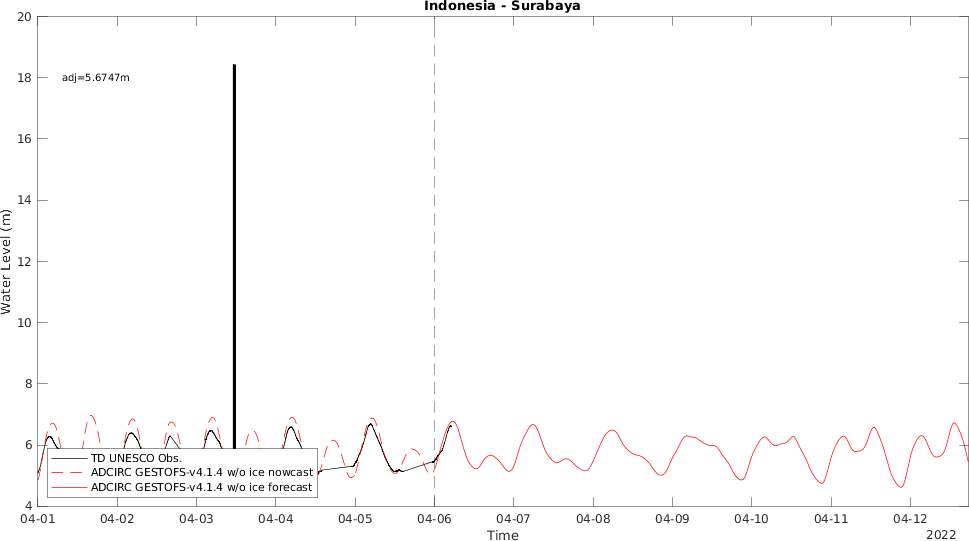 Indonesia - Surabaya
20
18
16
14
12
10
8
6
4
Water Level (m)
adj=5.6747m
TD UNESCO Obs.
ADCIRC GESTOFS-v4.1.4 w/o ice nowcast
ADCIRC GESTOFS-v4.1.4 w/o ice forecast
04-01 04-02 04-03 04-04 04-05 04-06 04-07 04-08 04-09 04-10 04-11 04-12
Time
2022